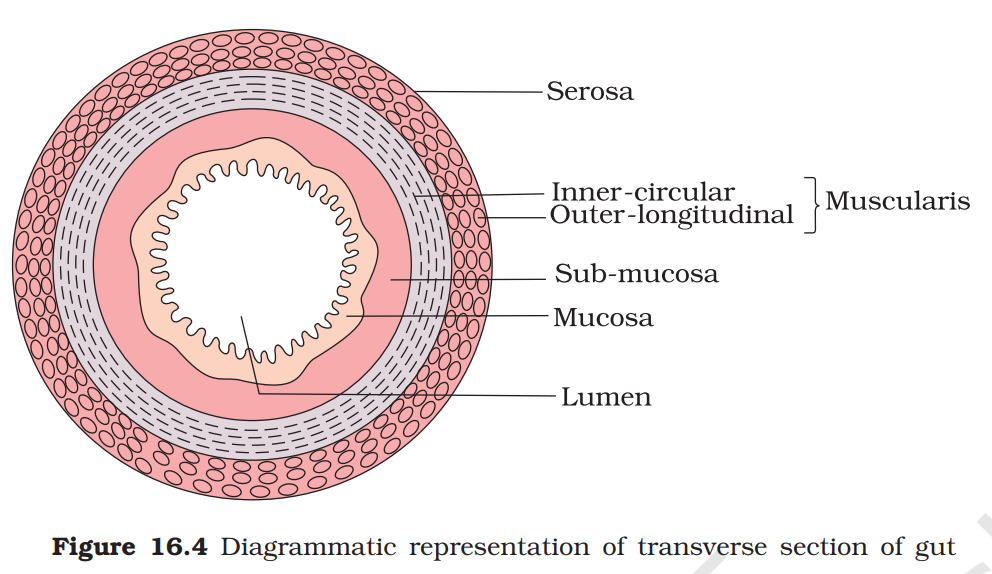 Serosa
Inner-circular
Outer-longitudinal
Muscularis
Sub-mucosa
Mucosa
Lumen
Figure 16.4 Diagrammatic representation of transverse section of gut